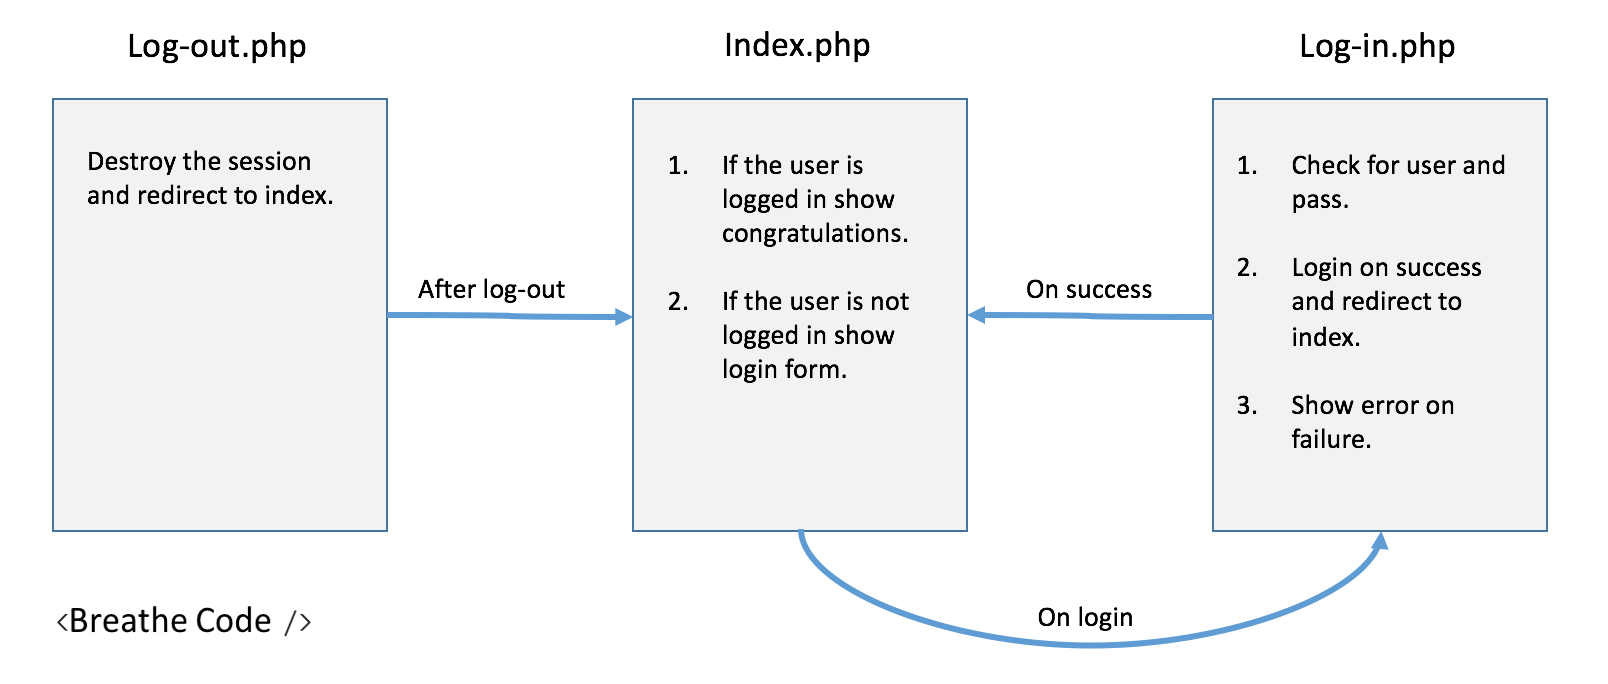 Log-out.php
Index.php
Log-in.php
Destroy the session
and redirect to index.
After log-out
1. If the user is
logged in show
congratulations.
2. If the user is not
logged in show
login form.
On success
1. Check for user and
pass.
2. Login on success
and redirect to
index.
3. Show error on
failure.
On login
<Breathe Code />